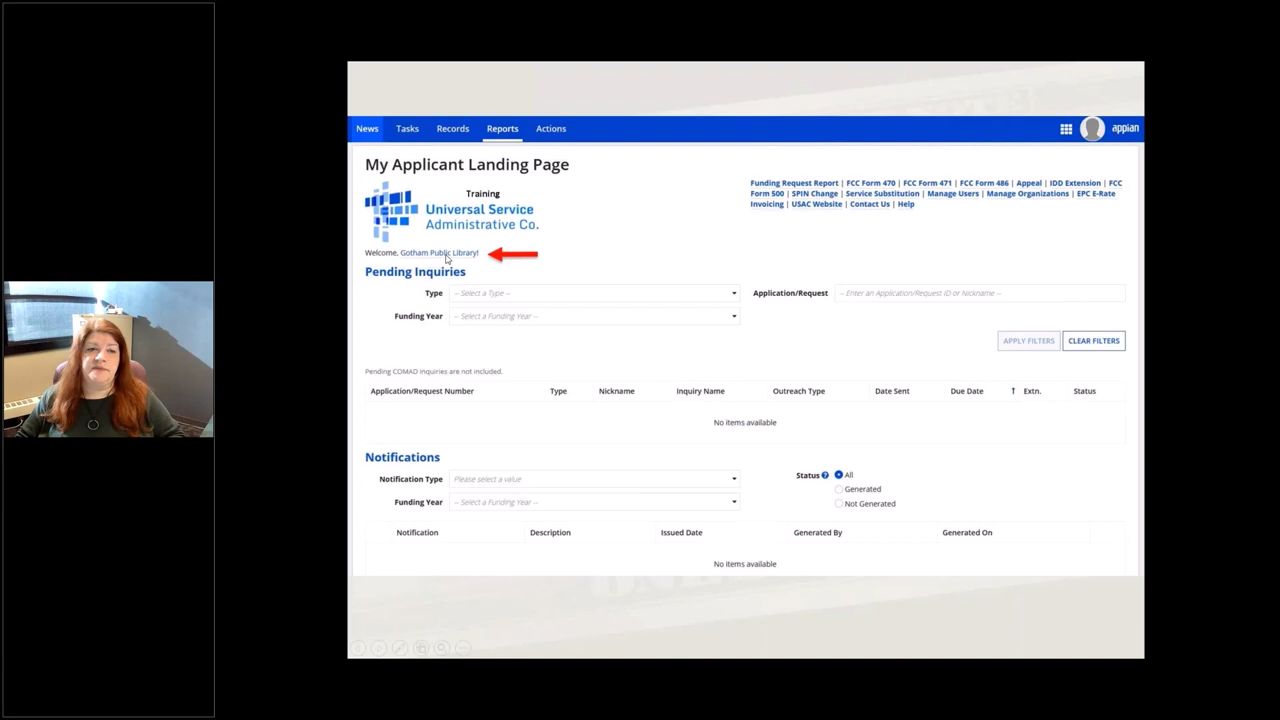 News Tasks Records Reports Actions appian
My Applicant Landing Page
Training
Universal Service
Administrative Co.
Funding Request Report | FCC Form 470 | FCC Form 471 | FCC Form 486 | Appeal | IDD Extension | FCC
Form 500 | SPIN Change | Service Substitution | Manage Users | Manage Organizations | EPC E-Rate
Invoicing | USAC Website | Contact Us | Help
Welcome, Gotham Public Library!
Pending Inquiries
Type -- Select a Type -- Application/Request -- Enter an Application/Request ID or Nickname --
Funding Year -- Select a Funding Year --
APPLY FILTERS CLEAR FILTERS
Pending COMAD Inquiries are not included.
Application/Request Number Type Nickname Inquiry Name Outreach Type Date Sent Due Date ↑ Extn. Status
No items available
Notifications
Notification Type Please select a value Status All
Generated
Funding Year -- Select a Funding Year -- Not Generated
Notification Description Issued Date Generated By Generated On
No items available